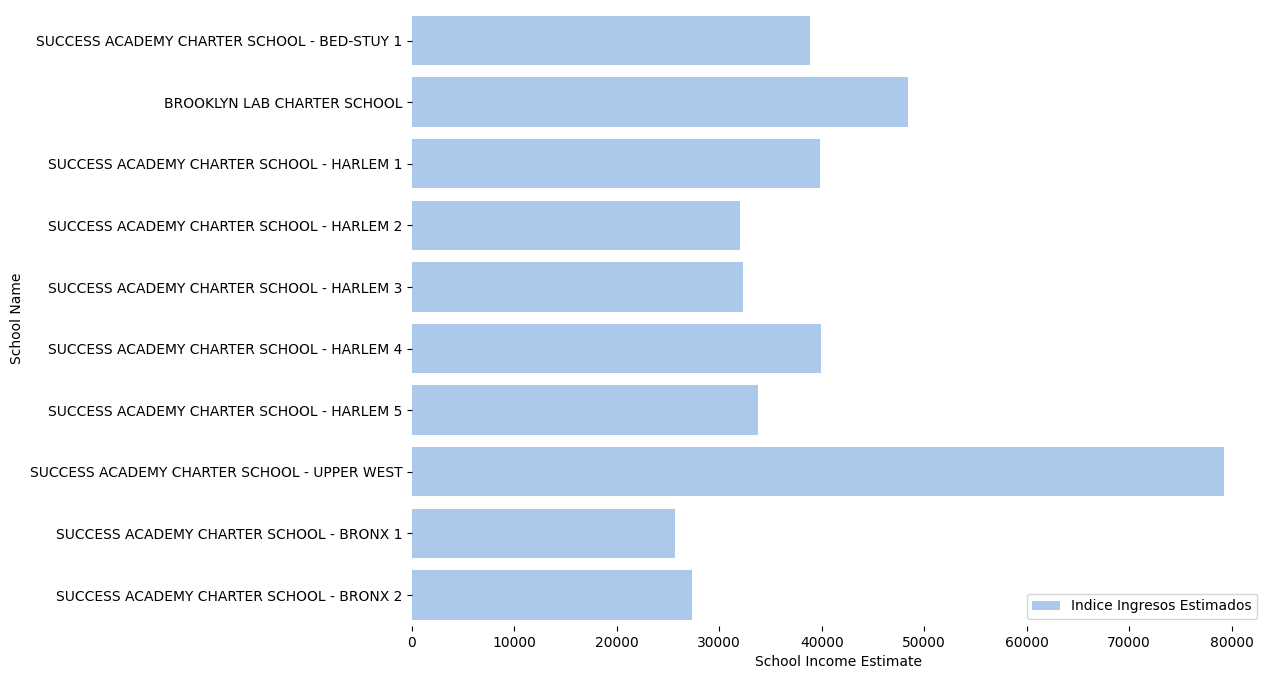 SUCCESS ACADEMY CHARTER SCHOOL - BED-STUY 1
BROOKLYN LAB CHARTER SCHOOL
SUCCESS ACADEMY CHARTER SCHOOL - HARLEM 1
SUCCESS ACADEMY CHARTER SCHOOL - HARLEM 2
SUCCESS ACADEMY CHARTER SCHOOL - HARLEM 3
SUCCESS ACADEMY CHARTER SCHOOL - HARLEM 4
SUCCESS ACADEMY CHARTER SCHOOL - HARLEM 5
SUCCESS ACADEMY CHARTER SCHOOL - UPPER WEST
SUCCESS ACADEMY CHARTER SCHOOL - BRONX 1
SUCCESS ACADEMY CHARTER SCHOOL - BRONX 2
School Name
Indice Ingresos Estimados
0 10000 20000 30000 40000 50000 60000 70000 80000
School Income Estimate